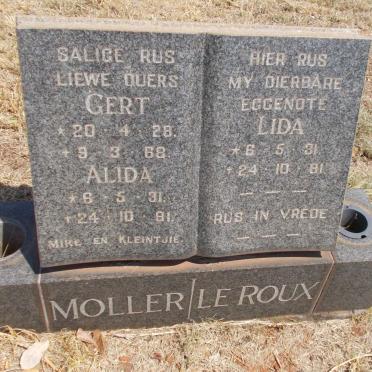 SALIGE RUS
LIEWE OUERS
GERT
* 20 · 4 · 28.
+ 9 · 3 · 68.
ALIDA
* 6 · 5 · 31.
+ 24 · 10 · 81.
MIKE EN KLEINTJIE
HIER RUS
MY DIERBARE
EGGENOTE
LIDA
* 6 · 5 · 31.
+ 24 · 10 · 81.
— — —
RUS IN VREDE
— — —
MOLLER/LE ROUX